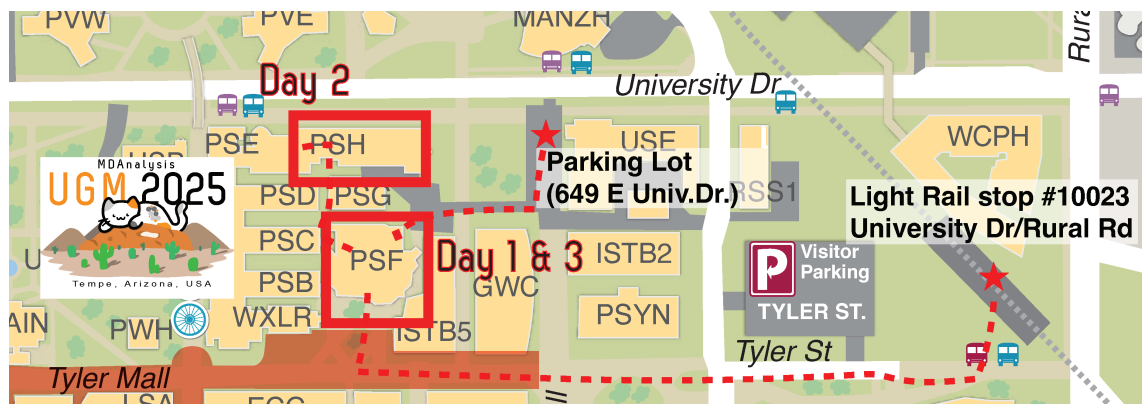 PVW
PVE
MANZH
Rura
Day 2
University Dr
PSE
PSH
USE
WCPH
MDAnalysis
UGM 2025
Tempe, Arizona, USA
Parking Lot
(649 E Univ.Dr.)
RSS1
PSD
PSG
Light Rail stop #10023
University Dr/Rural Rd
PSC
PSF
Day 1 & 3
ISTB2
Visitor
Parking
P
TYLER ST.
PSB
GWC
PWH
WXLR
ISTB5
PSYN
AIN
Tyler St
Tyler Mall
LSA